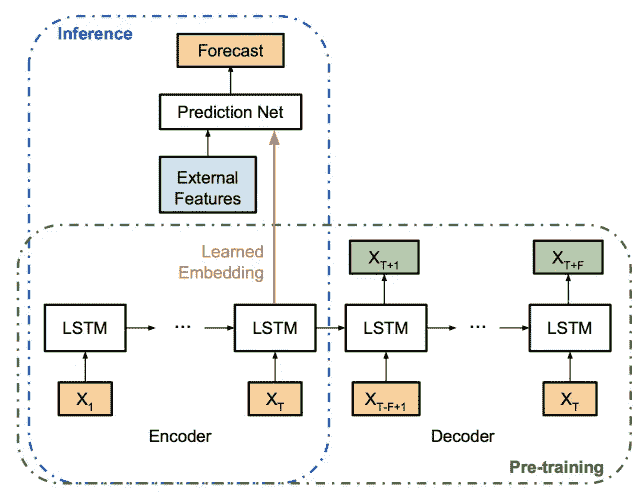 Inference
Forecast
Prediction Net
External
Features
Learned
Embedding
X_{T+1}
X_{T+F}
LSTM
...
LSTM
LSTM
...
LSTM
X_1
X_T
X_{T-F+1}
X_T
Encoder
Decoder
Pre-training